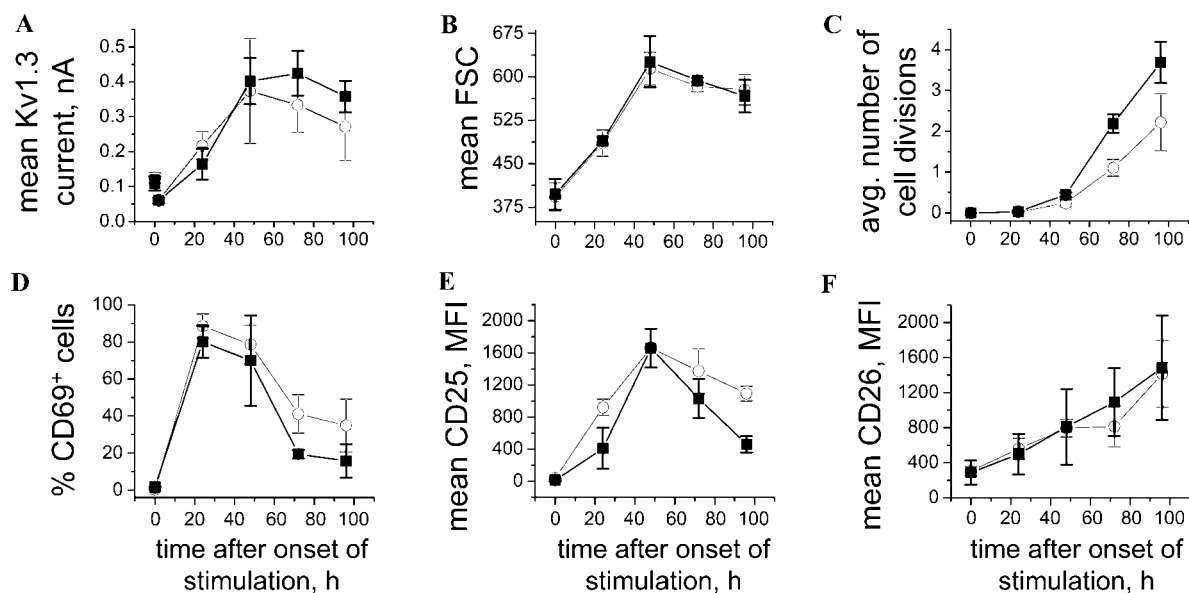 A
mean Kv1.3
current, nA
0.5
0.4
0.3
0.2
0.1
0.0
0 20 40 60 80 100
B
mean FSC
675
600
525
450
375
0 20 40 60 80 100
C
avg. number of
cell divisions
4
3
2
1
0
0 20 40 60 80 100
D
% CD69+ cells
100
80
60
40
20
0
0 20 40 60 80 100
time after onset of
stimulation, h
E
mean CD25, MFI
2000
1600
1200
800
400
0
0 20 40 60 80 100
time after onset of
stimulation, h
F
mean CD26, MFI
2000
1600
1200
800
400
0
0 20 40 60 80 100
time after onset of
stimulation, h